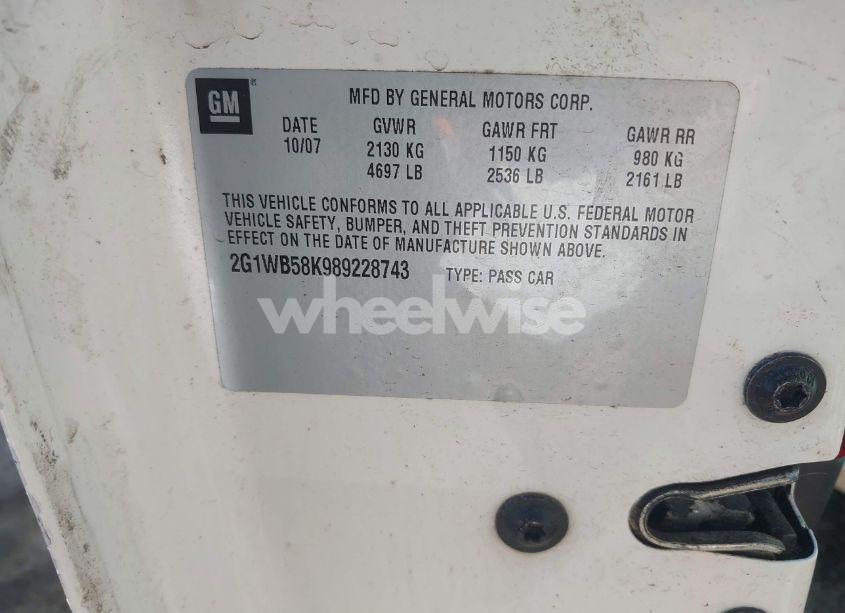 GM
®
MFD BY GENERAL MOTORS CORP.
DATE GVWR GAWR FRT GAWR RR
10/07 2130 KG 1150 KG 980 KG
4697 LB 2536 LB 2161 LB
THIS VEHICLE CONFORMS TO ALL APPLICABLE U.S. FEDERAL MOTOR
VEHICLE SAFETY, BUMPER, AND THEFT PREVENTION STANDARDS IN
EFFECT ON THE DATE OF MANUFACTURE SHOWN ABOVE.
2G1WB58K989228743 TYPE: PASS CAR
wheelwise